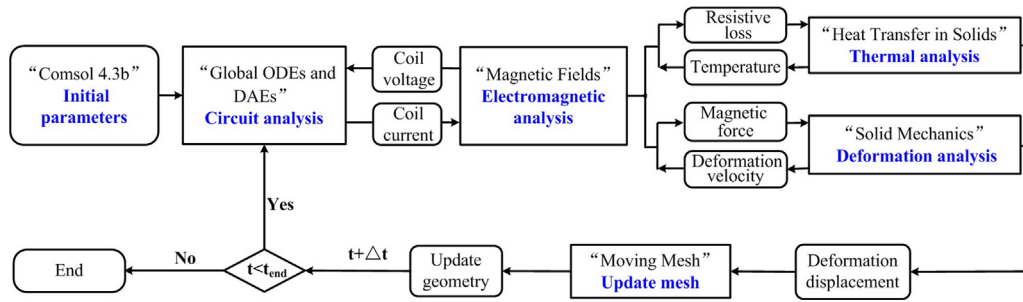 “Comsol 4.3b”
Initial
parameters
“Global ODEs and
DAEs”
Circuit analysis
Coil
voltage
Coil
current
“Magnetic Fields”
Electromagnetic
analysis
Resistive
loss
Temperature
“Heat Transfer in Solids”
Thermal analysis
Magnetic
force
Deformation
velocity
“Solid Mechanics”
Deformation analysis
Yes
End
No
t<tend
t+△t
Update
geometry
“Moving Mesh”
Update mesh
Deformation
displacement